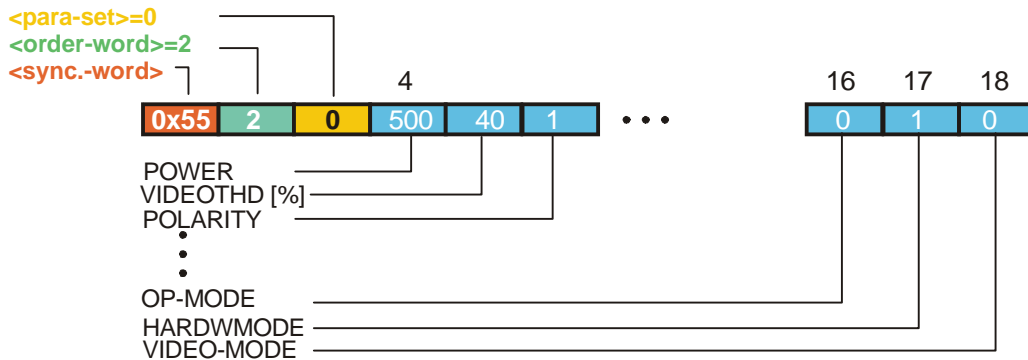 <para-set>=0
<order-word>=2
<sync.-word>
4 16 17 18
0x55 2 0 500 40 1 • • • 0 1 0
POWER
VIDEOTHD [%]
POLARITY
•
•
•
OP-MODE
HARDWMODE
VIDEO-MODE